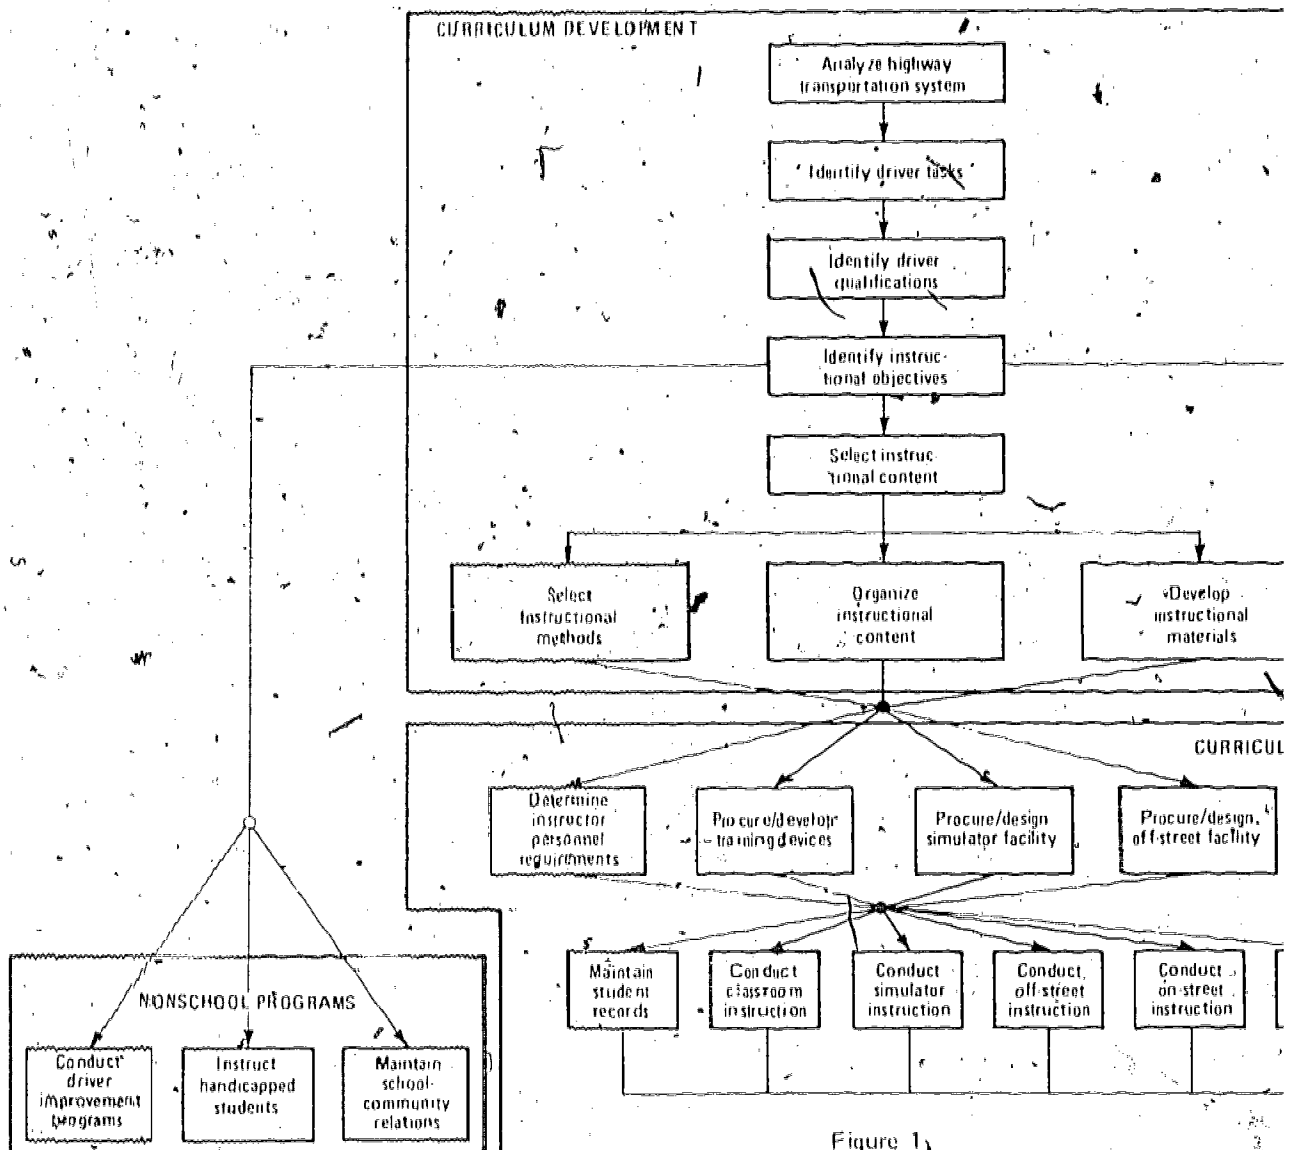 CURRICULUM DEVELOPMENT
Analyze highway
transportation system
Identify driver tasks
Identify driver
qualifications
Identify instruc-
tional objectives
Select instruc-
tional content
Select
instructional
methods
Organize
instructional
content
Develop
instructional
materials
CURRICUL
Determine
instructor
personnel
requirements
Procure/develop
training devices
Procure/design
simulator facility
Procure/design
off-street facility
Maintain
student
records
Conduct
classroom
instruction
Conduct
simulator
instruction
Conduct
off-street
instruction
Conduct
on-street
instruction
NONSCHOOL PROGRAMS
Conduct
driver
improvement
programs
Instruct
handicapped
students
Maintain
school-
community
relations
Figure 1
3